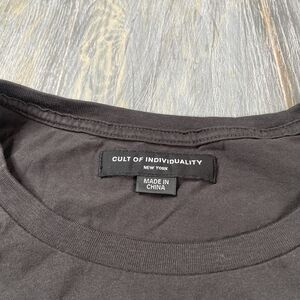 CULT OF INDIVIDUALITY
NEW YORK
MADE IN
CHINA